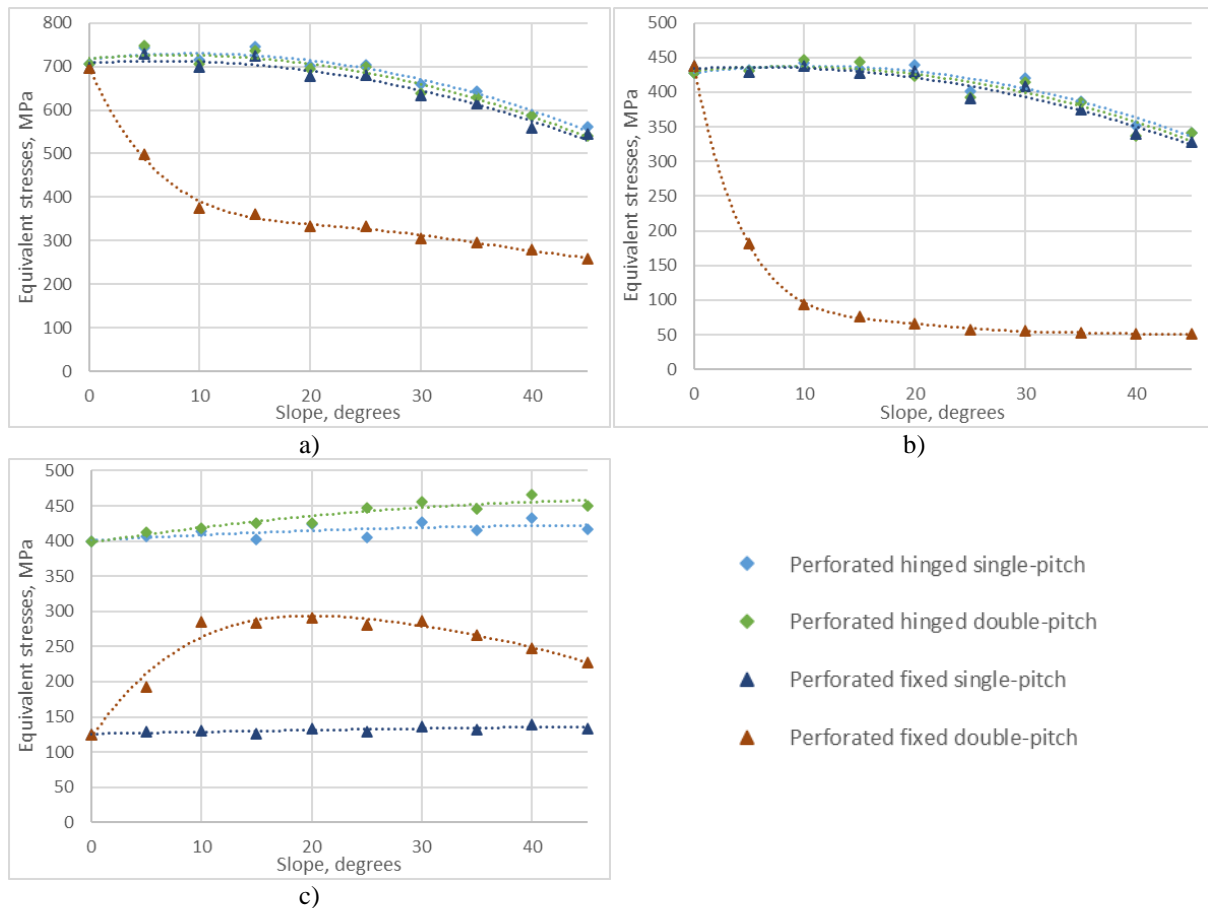 Equivalent stresses, MPa
800
700
600
500
400
300
200
100
0
0 10 20 30 40
Slope, degrees
a)
Equivalent stresses, MPa
500
450
400
350
300
250
200
150
100
50
0
0 10 20 30 40
Slope, degrees
b)
Equivalent stresses, MPa
500
450
400
350
300
250
200
150
100
50
0
0 10 20 30 40
Slope, degrees
c)
Perforated hinged single-pitch
Perforated hinged double-pitch
Perforated fixed single-pitch
Perforated fixed double-pitch